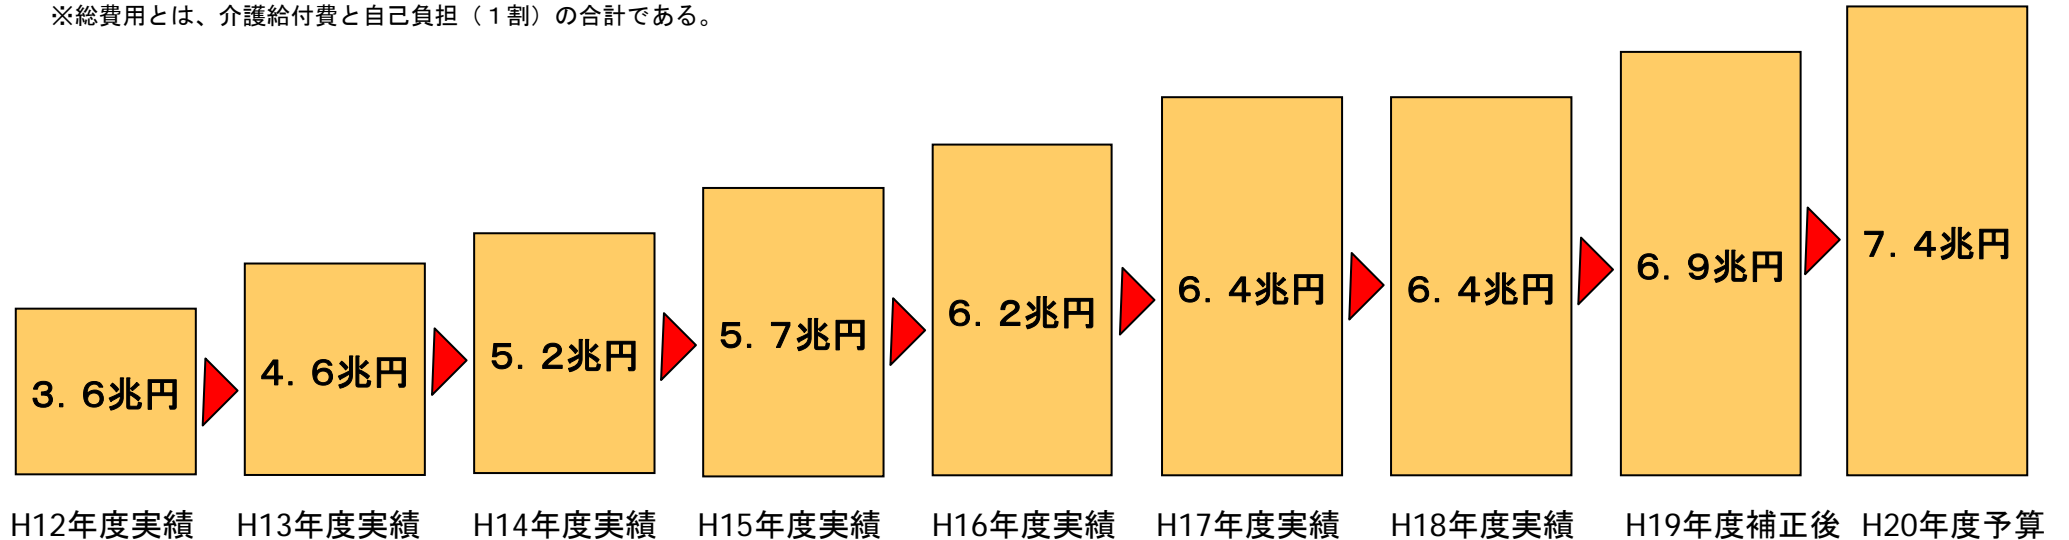 ※総費用とは、介護給付費と自己負担（１割）の合計である。
３．６兆円
４．６兆円
５．２兆円
５．７兆円
６．２兆円
６．４兆円
６．４兆円
６．９兆円
７．４兆円
H12年度実績 H13年度実績 H14年度実績 H15年度実績 H16年度実績 H17年度実績 H18年度実績 H19年度補正後 H20年度予算